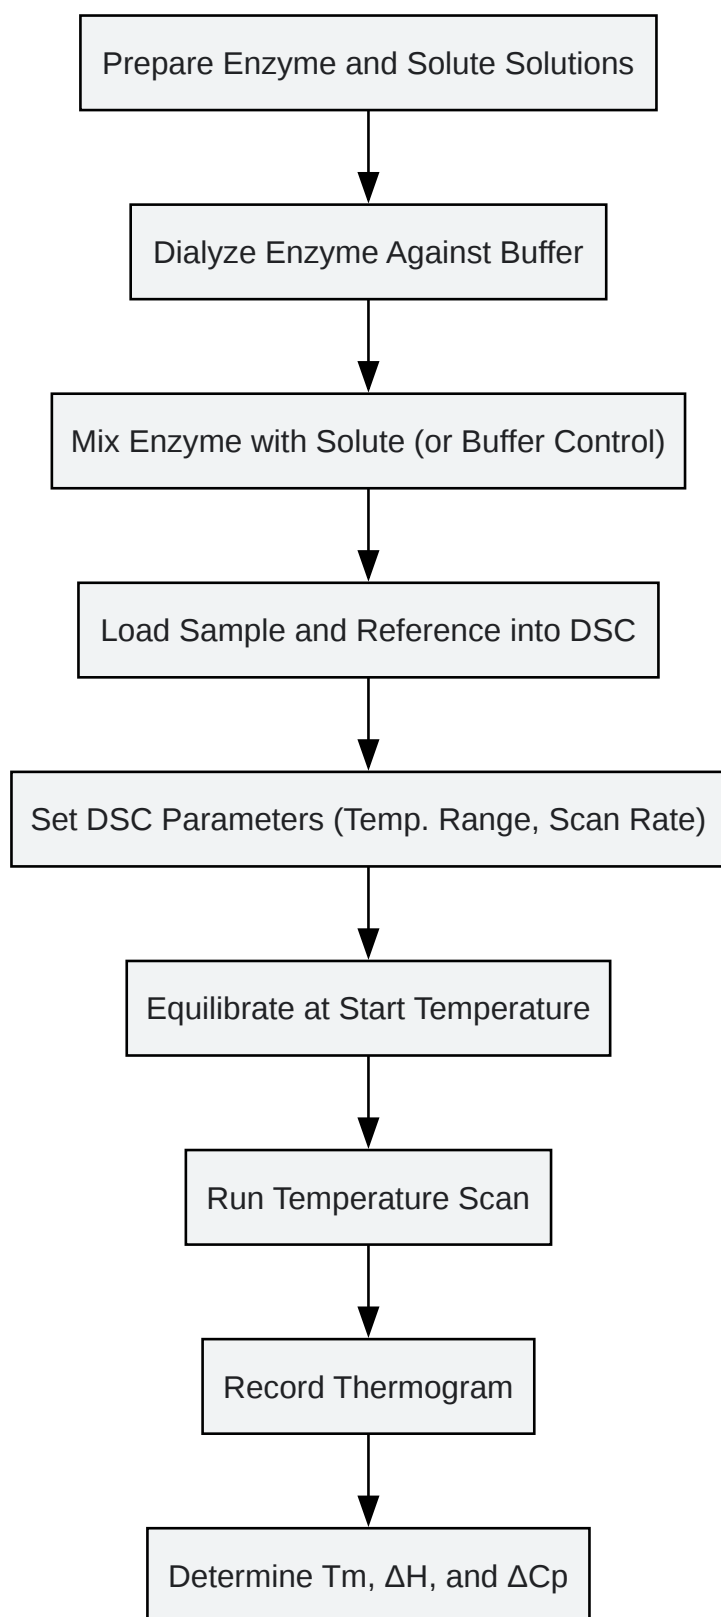 Prepare Enzyme and Solute Solutions
Dialyze Enzyme Against Buffer
Mix Enzyme with Solute (or Buffer Control)
Load Sample and Reference into DSC
Set DSC Parameters (Temp. Range, Scan Rate)
Equilibrate at Start Temperature
Run Temperature Scan
Record Thermogram
Determine Tm, ΔH, and ΔCp